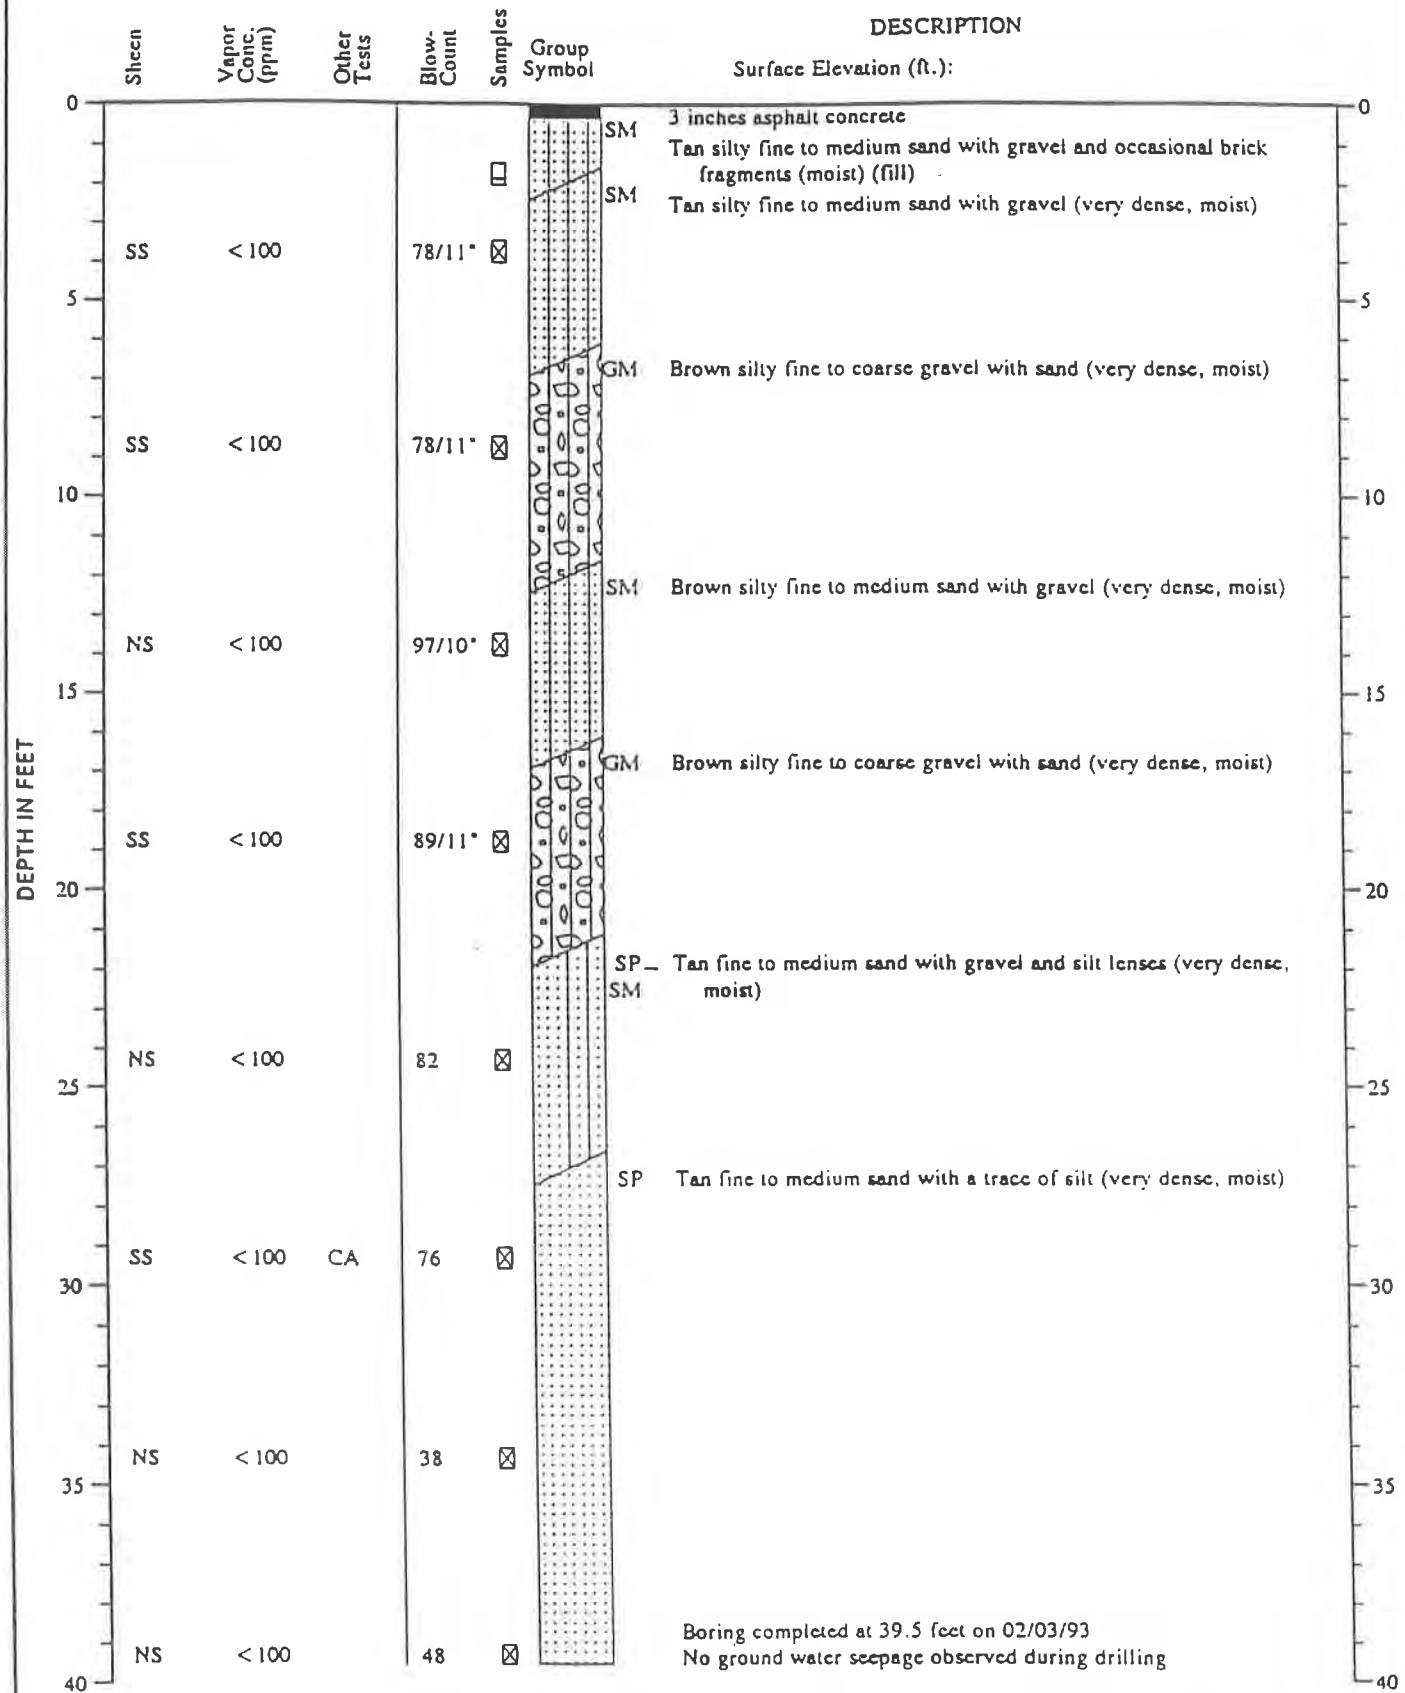 DESCRIPTION
Sheen
Vapor
Conc.
(ppm)
Other
Tests
Blow-
Count
Samples
Group
Symbol
Surface Elevation (ft.):
0
0
SM
3 inches asphalt concrete
Tan silty fine to medium sand with gravel and occasional brick
fragments (moist) (fill)
SM
Tan silty fine to medium sand with gravel (very dense, moist)
SS < 100 78/11"
5
5
GM Brown silty fine to coarse gravel with sand (very dense, moist)
SS < 100 78/11"
10
10
SM Brown silty fine to medium sand with gravel (very dense, moist)
NS < 100 97/10"
15
15
GM Brown silty fine to coarse gravel with sand (very dense, moist)
DEPTH IN FEET
SS < 100 89/11"
20
20
SP– Tan fine to medium sand with gravel and silt lenses (very dense,
SM moist)
NS < 100 82
25
25
SP Tan fine to medium sand with a trace of silt (very dense, moist)
SS < 100 CA 76
30
30
NS < 100 38
35
35
Boring completed at 39.5 feet on 02/03/93
NS < 100 48 No ground water seepage observed during drilling
40
40